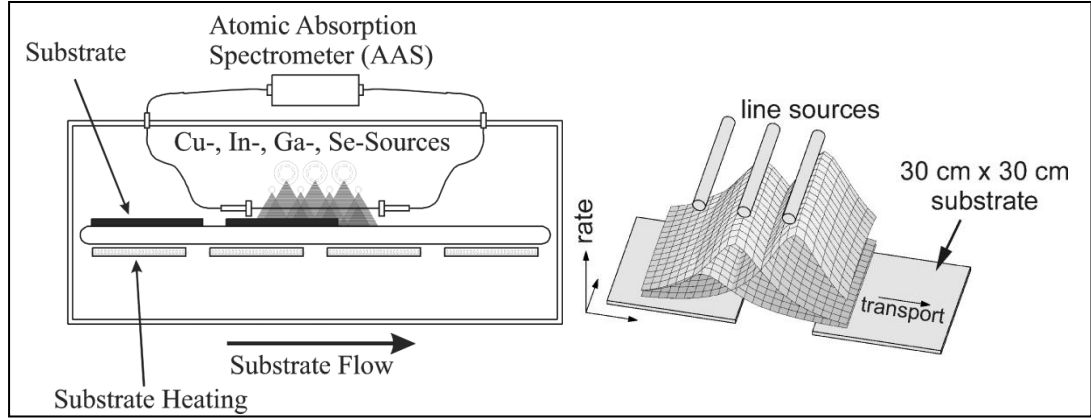 Atomic Absorption
Spectrometer (AAS)
Substrate
Cu-, In-, Ga-, Se-Sources
Substrate Flow
Substrate Heating
line sources
30 cm x 30 cm
substrate
rate
transport